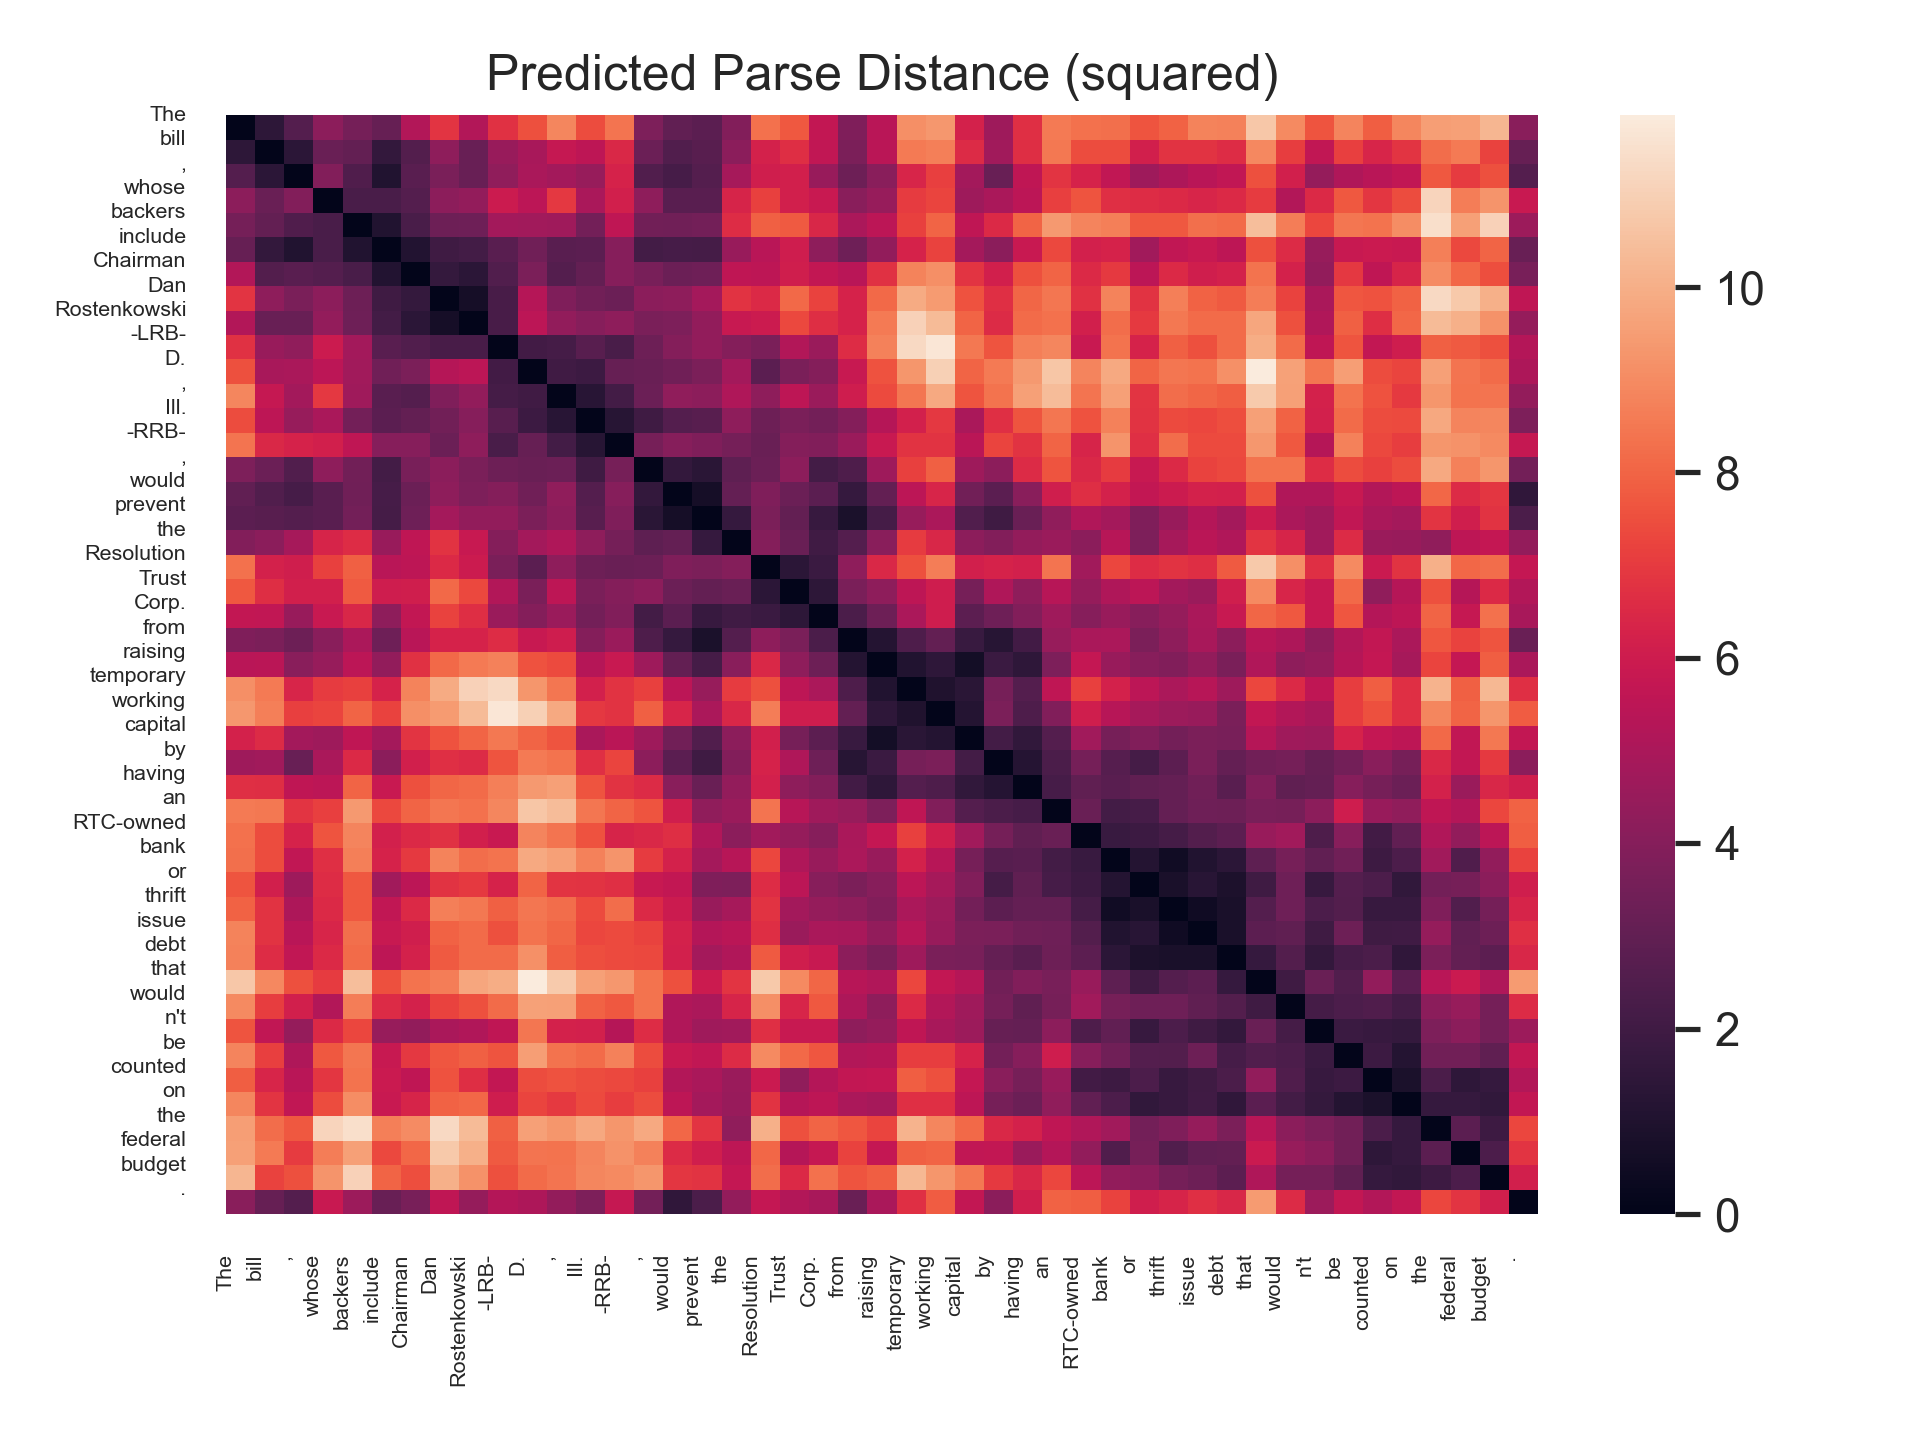 Predicted Parse Distance (squared)
The
bill
,
whose
backers
include
Chairman
Dan
Rostenkowski
-LRB-
D.
,
Ill.
-RRB-
,
would
prevent
the
Resolution
Trust
Corp.
from
raising
temporary
working
capital
by
having
an
RTC-owned
bank
or
thrift
issue
debt
that
would
n't
be
counted
on
the
federal
budget
.
10
8
6
4
2
0
The
bill
,
whose
backers
include
Chairman
Dan
Rostenkowski
-LRB-
D.
,
Ill.
-RRB-
,
would
prevent
the
Resolution
Trust
Corp.
from
raising
temporary
working
capital
by
having
an
RTC-owned
bank
or
thrift
issue
debt
that
would
n't
be
counted
on
the
federal
budget
.